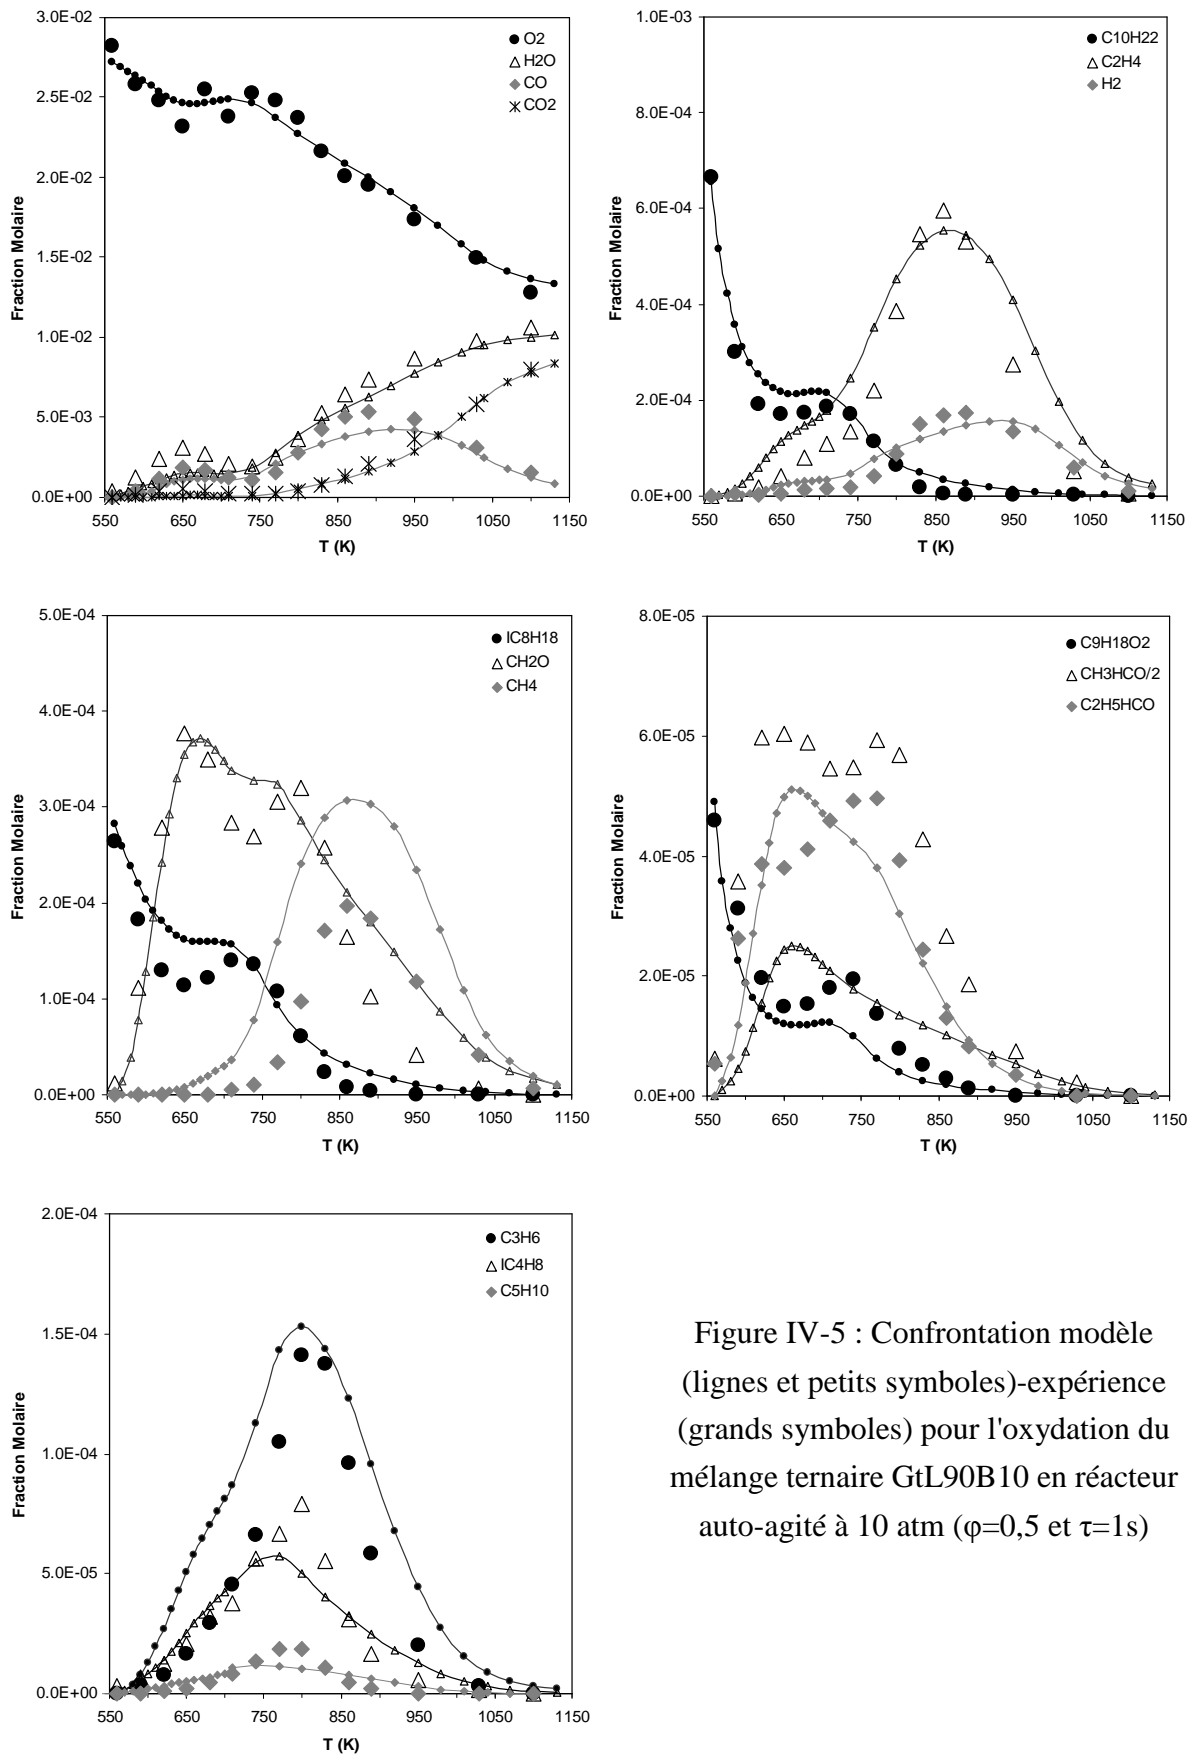 3.0E-02
2.5E-02
2.0E-02
1.5E-02
1.0E-02
5.0E-03
0.0E+00
Fraction Molaire
O2
H2O
CO
CO2
550 650 750 850 950 1050 1150
T (K)
1.0E-03
8.0E-04
6.0E-04
4.0E-04
2.0E-04
0.0E+00
Fraction Molaire
C10H22
C2H4
H2
550 650 750 850 950 1050 1150
T (K)
5.0E-04
4.0E-04
3.0E-04
2.0E-04
1.0E-04
0.0E+00
Fraction Molaire
IC8H18
CH2O
CH4
550 650 750 850 950 1050 1150
T (K)
8.0E-05
6.0E-05
4.0E-05
2.0E-05
0.0E+00
Fraction Molaire
C9H18O2
CH3HCO/2
C2H5HCO
550 650 750 850 950 1050 1150
T (K)
2.0E-04
1.5E-04
1.0E-04
5.0E-05
0.0E+00
Fraction Molaire
C3H6
IC4H8
C5H10
550 650 750 850 950 1050 1150
T (K)
Figure IV-5 : Confrontation modèle
(lignes et petits symboles)-expérience
(grands symboles) pour l'oxydation du
mélange ternaire GtL90B10 en réacteur
auto-agité à 10 atm (φ=0,5 et τ=1s)